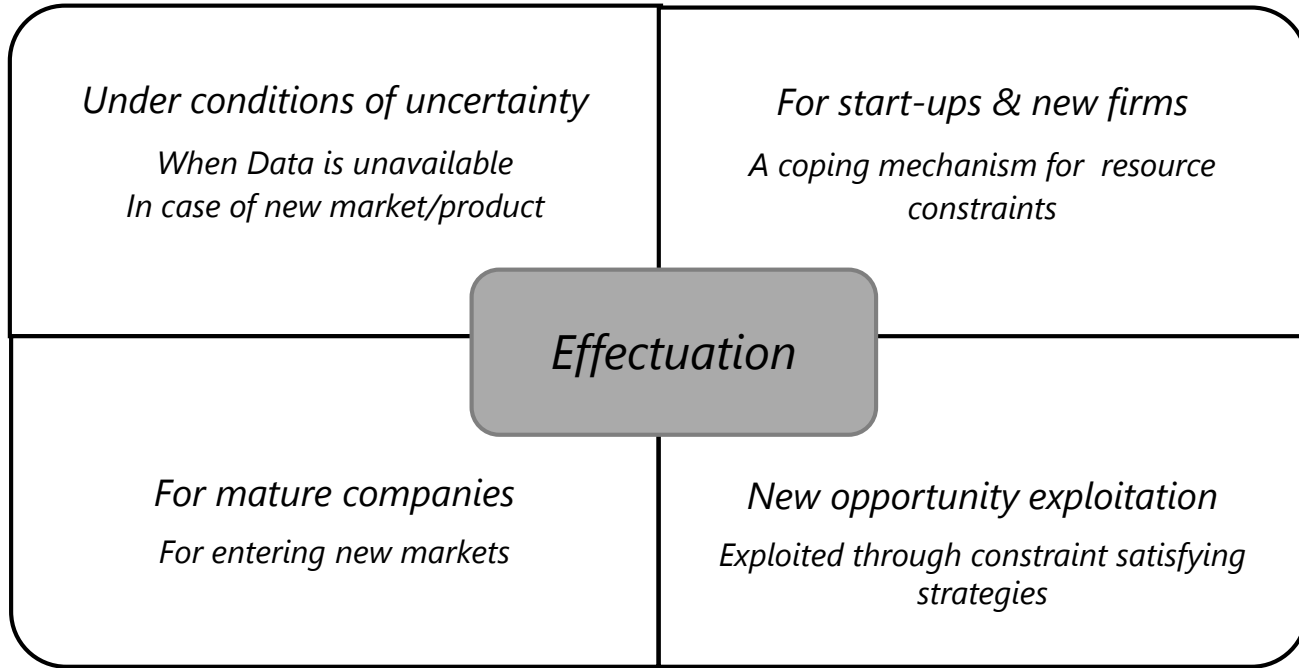 Under conditions of uncertainty
When Data is unavailable
In case of new market/product
For start-ups & new firms
A coping mechanism for resource
constraints
Effectuation
For mature companies
For entering new markets
New opportunity exploitation
Exploited through constraint satisfying
strategies